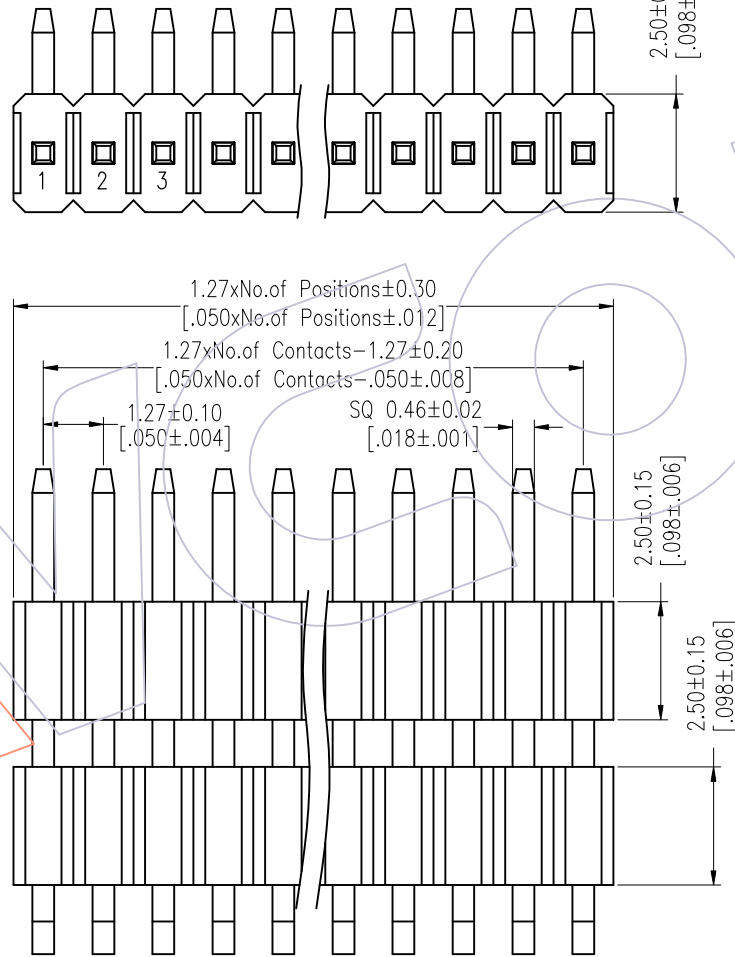 2.50±0
[.098±
1 2 3
1.27xNo.of Positions±0.30
[.050xNo.of Positions±.012]
1.27xNo.of Contacts-1.27±0.20
[.050xNo.of Contacts-.050±.008]
1.27±0.10
[.050±.004]
SQ 0.46±0.02
[.018±.001]
2.50±0.15
[.098±.006]
2.50±0.15
[.098±.006]